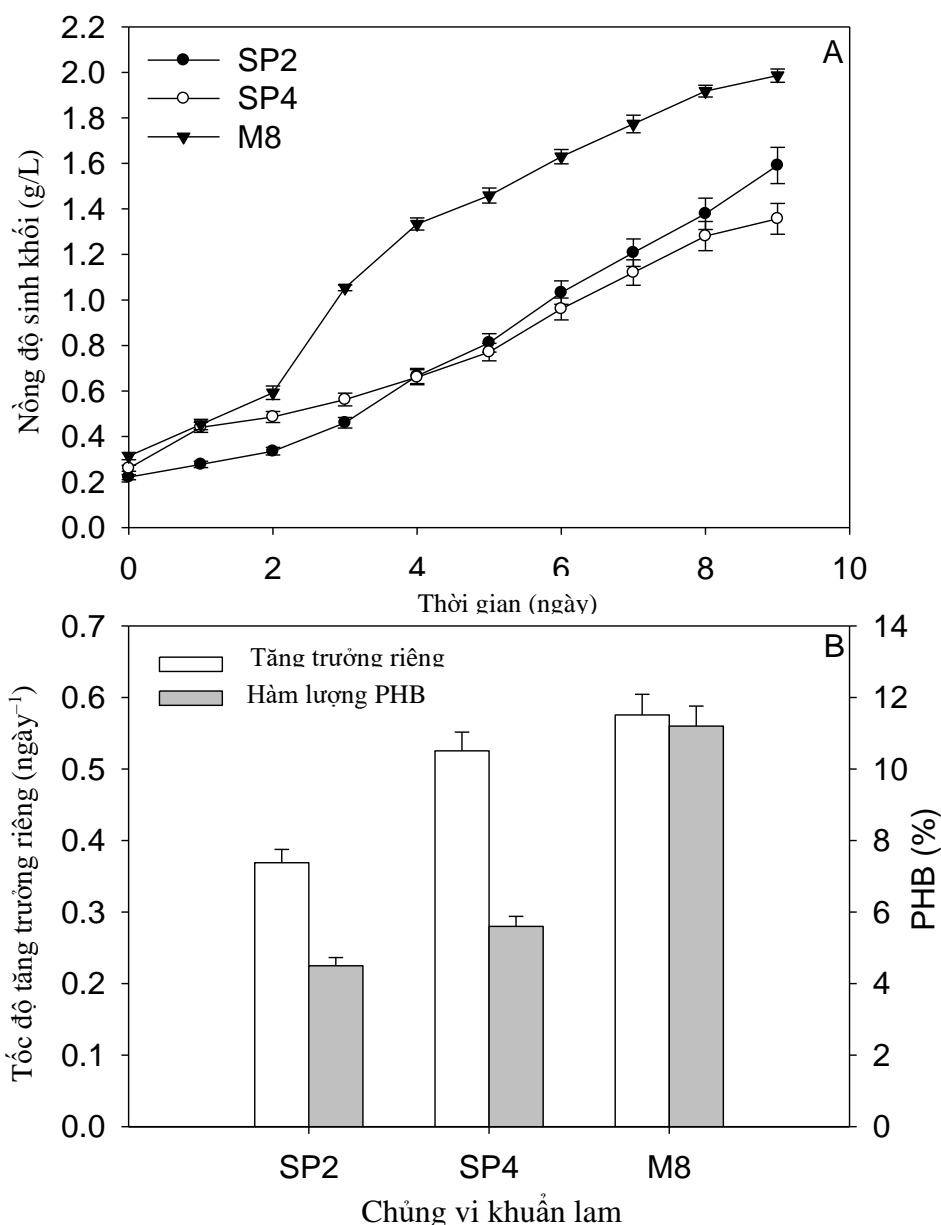 A
SP2
SP4
M8
Nồng độ sinh khối (g/L)
2.2
2.0
1.8
1.6
1.4
1.2
1.0
0.8
0.6
0.4
0.2
0.0
0 2 4 6 8 10
Thời gian (ngày)
B
Tăng trưởng riêng
Hàm lượng PHB
Tốc độ tăng trưởng riêng (ngày⁻¹)
0.7
0.6
0.5
0.4
0.3
0.2
0.1
0.0
14
12
10
8
6
4
2
0
PHB (%)
SP2 SP4 M8
Chủng vi khuẩn lam